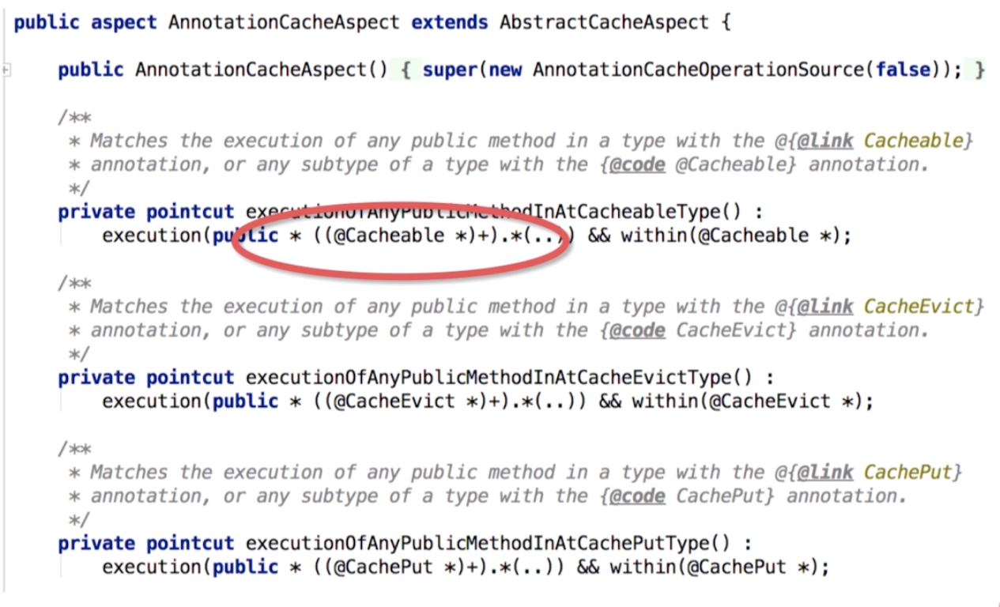 public aspect AnnotationCacheAspect extends AbstractCacheAspect {
public AnnotationCacheAspect() { super(new AnnotationCacheOperationSource(false)); }
/**
* Matches the execution of any public method in a type with the @{@link Cacheable}
* annotation, or any subtype of a type with the {@code @Cacheable} annotation.
*/
private pointcut executionOfAnyPublicMethodInAtCacheableType() :
execution(public * ((@Cacheable *)+).*(..)) && within(@Cacheable *);
/**
* Matches the execution of any public method in a type with the @{@link CacheEvict}
* annotation, or any subtype of a type with the {@code CacheEvict} annotation.
*/
private pointcut executionOfAnyPublicMethodInAtCacheEvictType() :
execution(public * ((@CacheEvict *)+).*(..)) && within(@CacheEvict *);
/**
* Matches the execution of any public method in a type with the @{@link CachePut}
* annotation, or any subtype of a type with the {@code CachePut} annotation.
*/
private pointcut executionOfAnyPublicMethodInAtCachePutType() :
execution(public * ((@CachePut *)+).*(..)) && within(@CachePut *);